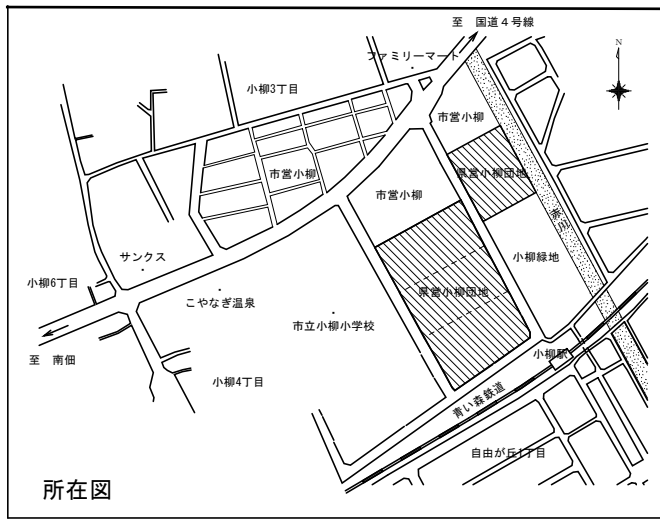 至　国道４号線
ファミリーマート
N
小柳3丁目
市営小柳
県営小柳団地
市営小柳
市営小柳
赤川
サンクス
小柳緑地
小柳6丁目
県営小柳団地
こやなぎ温泉
市立小柳小学校
小柳駅
至　南佃
小柳4丁目
青い森鉄道
自由が丘1丁目
所在図